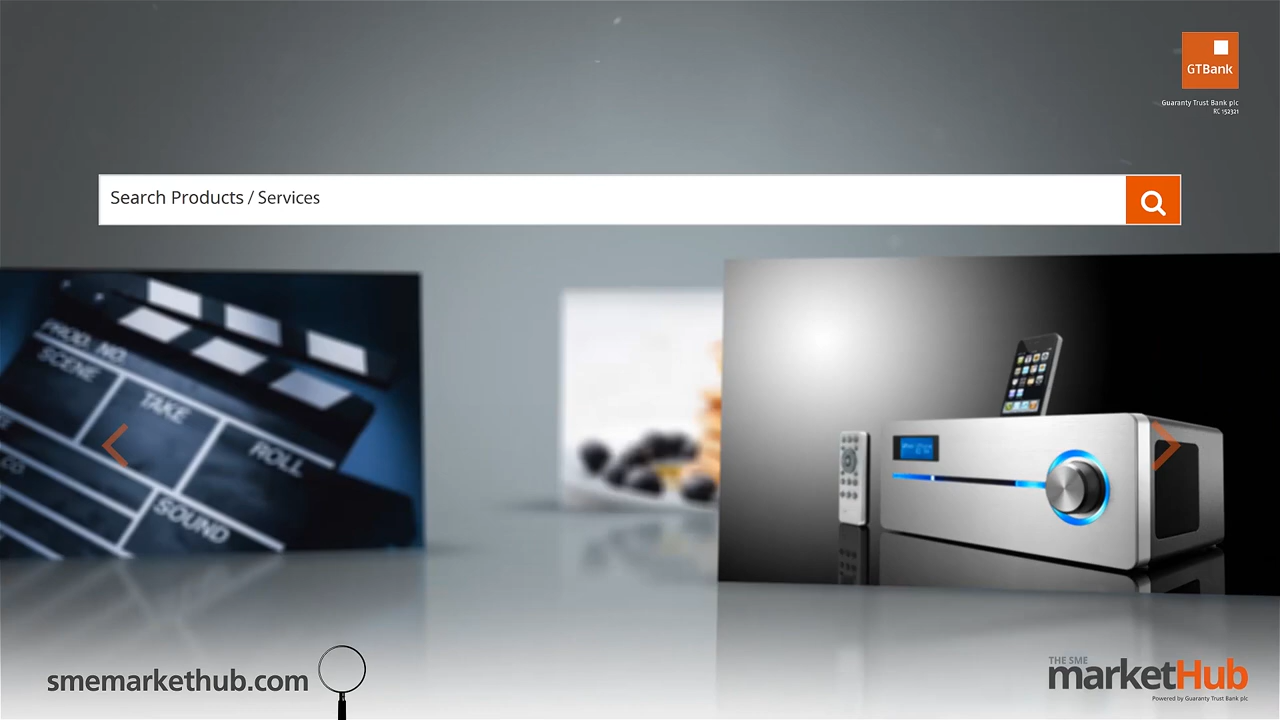 GTBank
Guaranty Trust Bank plc
RC 152321
Search Products / Services
PROD. NO.
SCENE
TAKE
ROLL
CO.
SOUND
smemarkethub.com
THE SME
marketHub
Powered by Guaranty Trust Bank plc